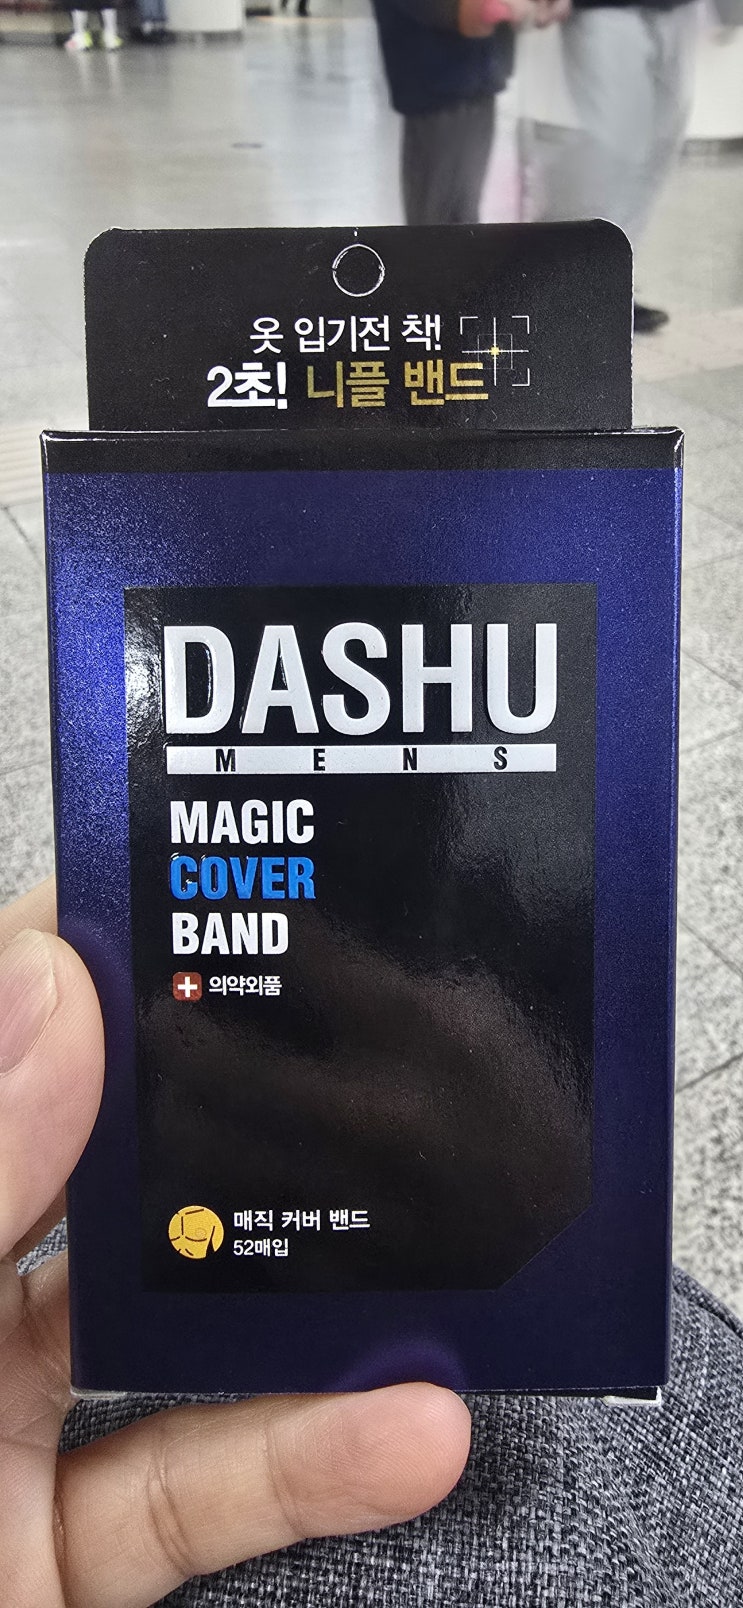 옷 입기전 착!
2초! 니플 밴드
DASHU
MENS
MAGIC
COVER
BAND
의약외품
매직 커버 밴드
52매입